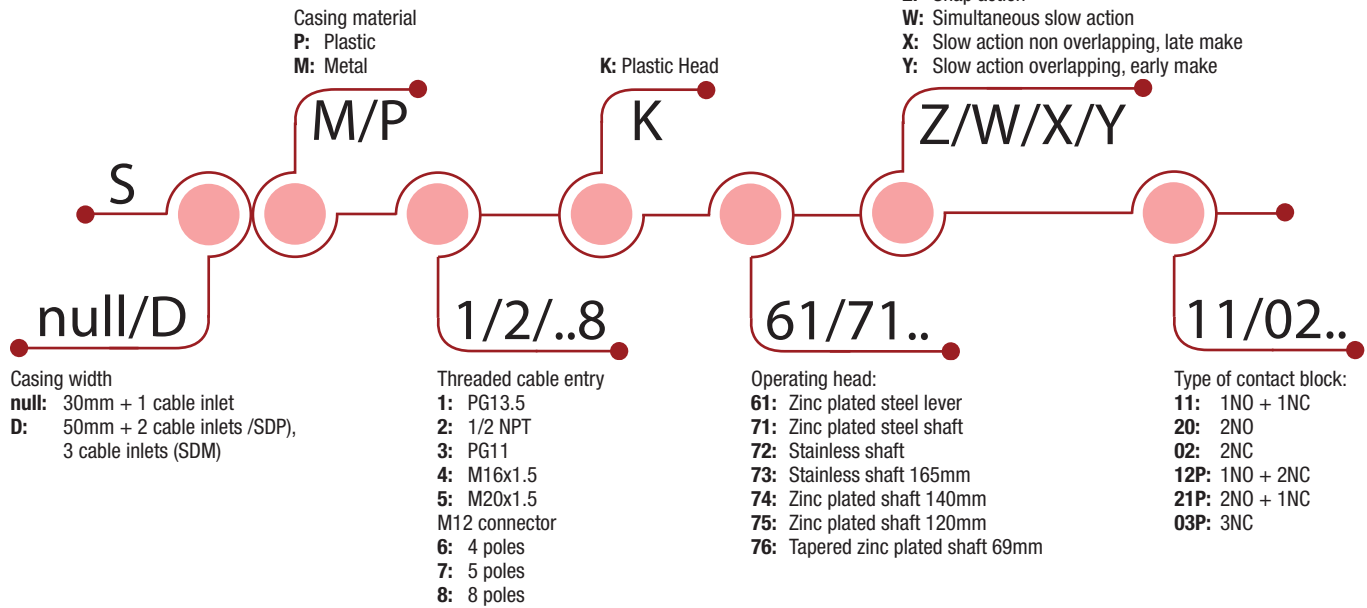 Casing material
P: Plastic
M: Metal
K: Plastic Head
W: Simultaneous slow action
X: Slow action non overlapping, late make
Y: Slow action overlapping, early make
M/P
K
Z/W/X/Y
S
null/D
1/2/..8
61/71..
11/02..
Casing width
null: 30mm + 1 cable inlet
D: 50mm + 2 cable inlets /SDP),
3 cable inlets (SDM)
Threaded cable entry
1: PG13.5
2: 1/2 NPT
3: PG11
4: M16x1.5
5: M20x1.5
M12 connector
6: 4 poles
7: 5 poles
8: 8 poles
Operating head:
61: Zinc plated steel lever
71: Zinc plated steel shaft
72: Stainless shaft
73: Stainless shaft 165mm
74: Zinc plated shaft 140mm
75: Zinc plated shaft 120mm
76: Tapered zinc plated shaft 69mm
Type of contact block:
11: 1NO + 1NC
20: 2NO
02: 2NC
12P: 1NO + 2NC
21P: 2NO + 1NC
03P: 3NC